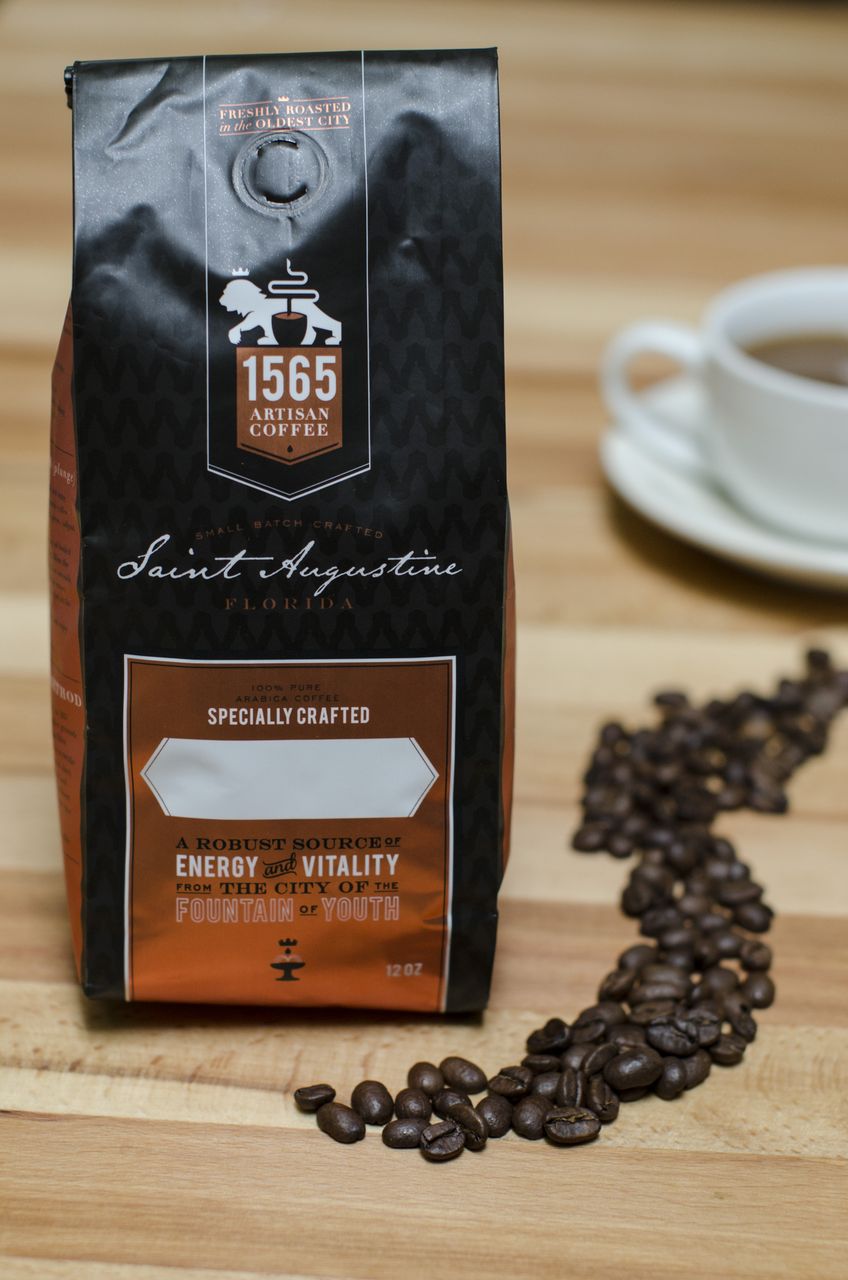 FRESHLY ROASTED
in the OLDEST CITY
1565
ARTISAN
COFFEE
SMALL BATCH CRAFTED
Saint Augustine
FLORIDA
100% PURE
ARABICA COFFEE
SPECIALLY CRAFTED
A ROBUST SOURCE OF
ENERGY and VITALITY
FROM THE CITY OF THE
FOUNTAIN OF YOUTH
12 OZ